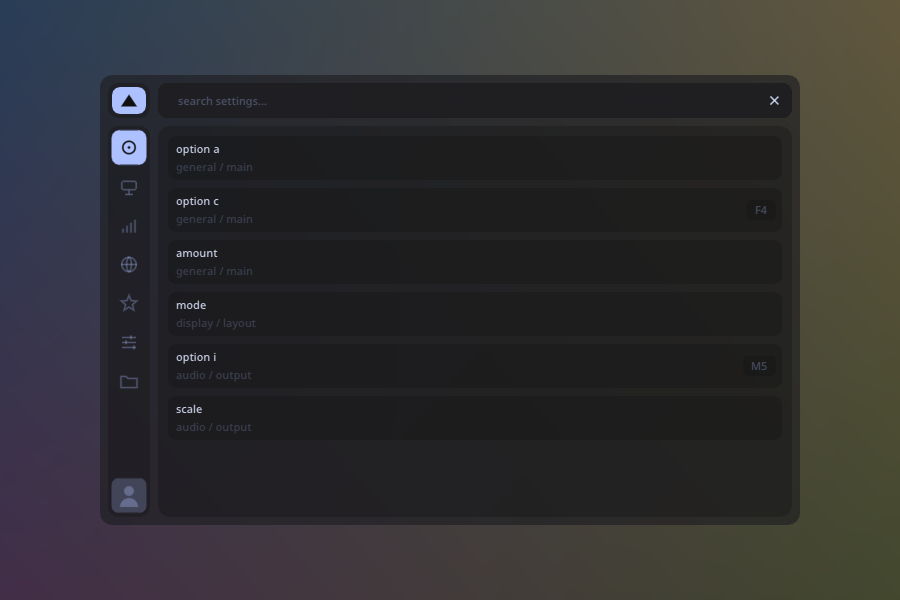 search settings...
option a
general / main
option c
general / main
F4
amount
general / main
mode
display / layout
option i
audio / output
M5
scale
audio / output